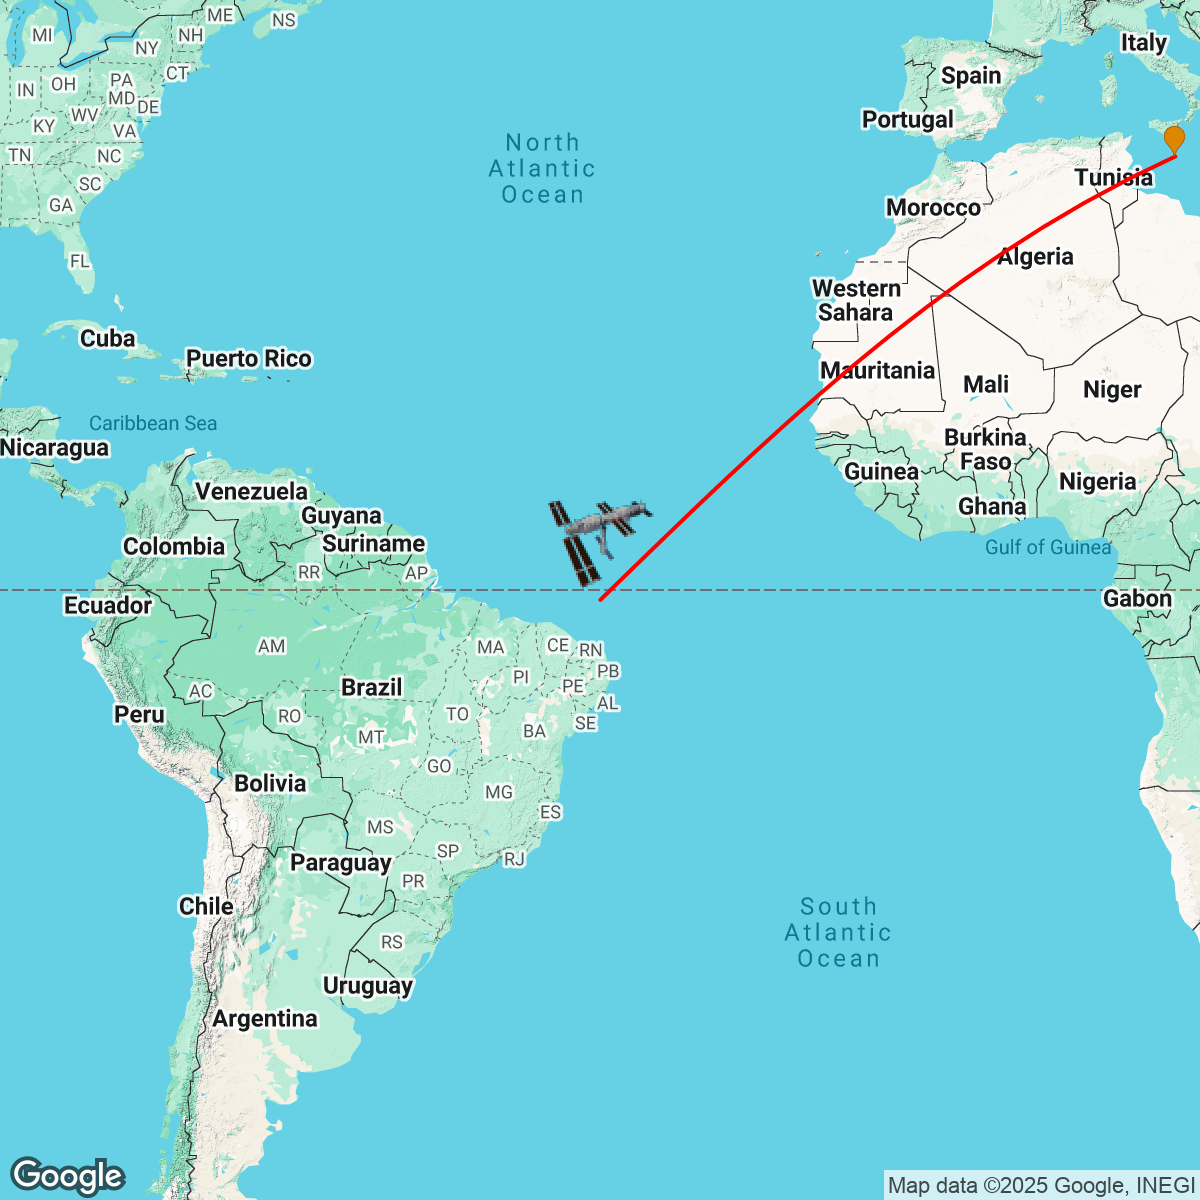 ME
NS
MI
NH
NY
Italy
CT
Spain
PA
OH
IN
MD
DE
WV
Portugal
KY
VA
North
Atlantic
Ocean
TN
NC
Tunisia
SC
Morocco
GA
Algeria
FL
Western
Sahara
Cuba
Puerto Rico
Mauritania
Mali
Niger
Caribbean Sea
Burkina
Faso
Nicaragua
Guinea
Nigeria
Venezuela
Ghana
Guyana
Colombia
Suriname
Gulf of Guinea
RR
AP
Ecuador
Gabon
AM
MA
CE
RN
PB
PI
Brazil
PE
AC
AL
Peru
RO
TO
SE
MT
BA
GO
Bolivia
MG
ES
MS
SP
RJ
Paraguay
PR
Chile
South
Atlantic
Ocean
RS
Uruguay
Argentina
Google
Map data ©2025 Google, INEGI